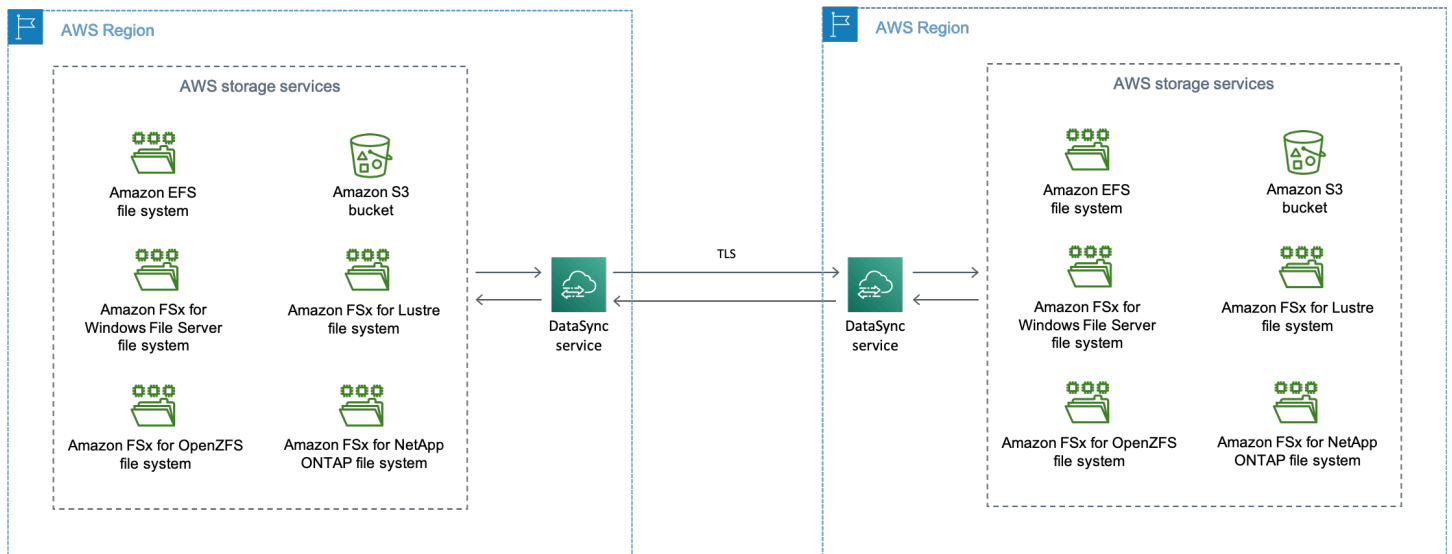 AWS Region
AWS storage services
Amazon EFS
file system
Amazon S3
bucket
Amazon FSx for
Windows File Server
file system
Amazon FSx for Lustre
file system
Amazon FSx for OpenZFS
file system
Amazon FSx for NetApp
ONTAP file system
DataSync
service
TLS
AWS Region
DataSync
service
AWS storage services
Amazon EFS
file system
Amazon S3
bucket
Amazon FSx for
Windows File Server
file system
Amazon FSx for Lustre
file system
Amazon FSx for OpenZFS
file system
Amazon FSx for NetApp
ONTAP file system